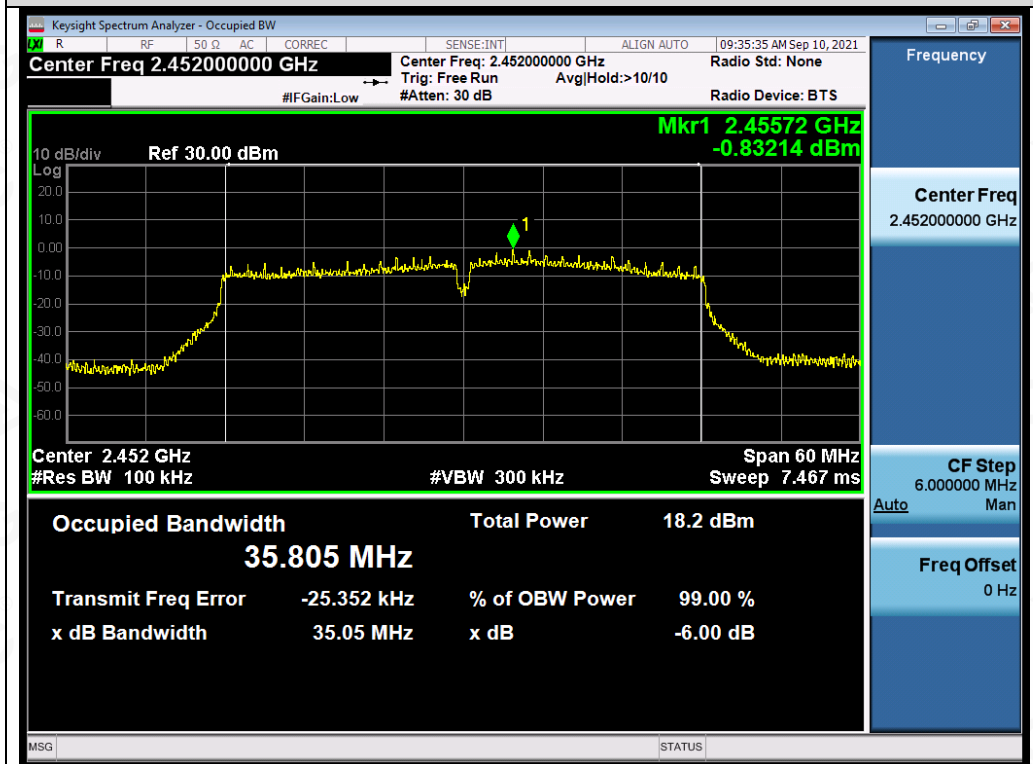 Keysight Spectrum Analyzer - Occupied BW
LXI R RF 50 Ω AC CORREC SENSE:INT ALIGN AUTO 09:35:35 AM Sep 10, 2021
Center Freq 2.452000000 GHz Center Freq: 2.452000000 GHz Radio Std: None
Trig: Free Run Avg|Hold:>10/10
#IFGain:Low #Atten: 30 dB Radio Device: BTS
Mkr1 2.45572 GHz
10 dB/div Ref 30.00 dBm -0.83214 dBm
Log
20.0
10.0
1
0.00
-10.0
-20.0
-30.0
-40.0
-50.0
-60.0
Center 2.452 GHz Span 60 MHz
#Res BW 100 kHz #VBW 300 kHz Sweep 7.467 ms
Occupied Bandwidth Total Power 18.2 dBm
35.805 MHz
Transmit Freq Error -25.352 kHz % of OBW Power 99.00 %
x dB Bandwidth 35.05 MHz x dB -6.00 dB
Frequency
Center Freq
2.452000000 GHz
CF Step
6.000000 MHz
Auto Man
Freq Offset
0 Hz
MSG STATUS